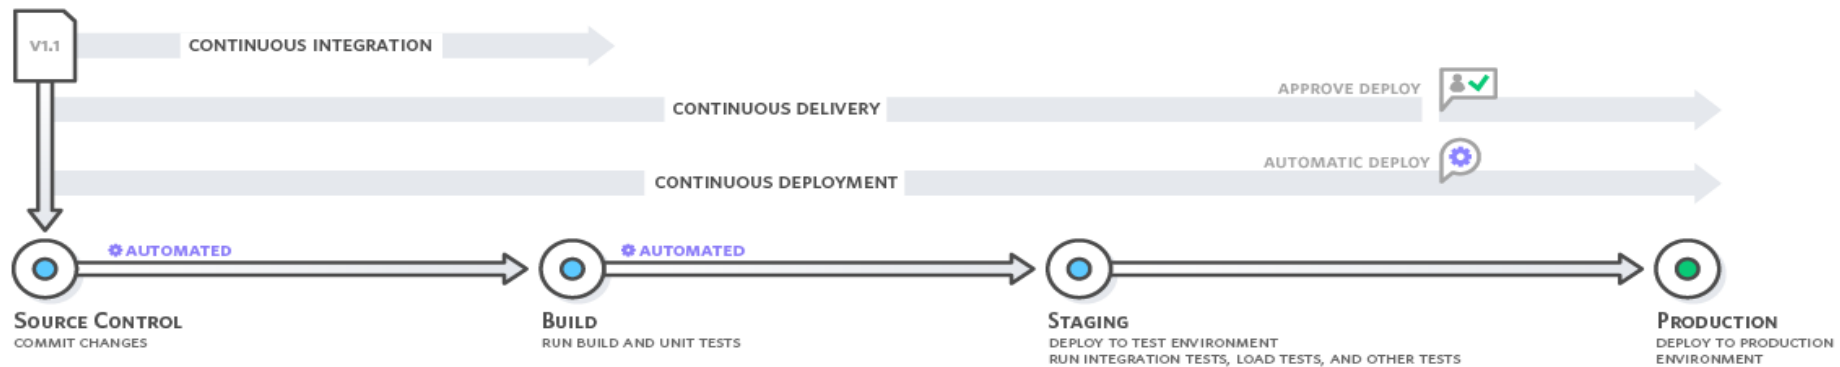 V1.1
CONTINUOUS INTEGRATION
APPROVE DEPLOY
CONTINUOUS DELIVERY
AUTOMATIC DEPLOY
CONTINUOUS DEPLOYMENT
AUTOMATED
AUTOMATED
SOURCE CONTROL
COMMIT CHANGES
BUILD
RUN BUILD AND UNIT TESTS
STAGING
DEPLOY TO TEST ENVIRONMENT
RUN INTEGRATION TESTS, LOAD TESTS, AND OTHER TESTS
PRODUCTION
DEPLOY TO PRODUCTION
ENVIRONMENT